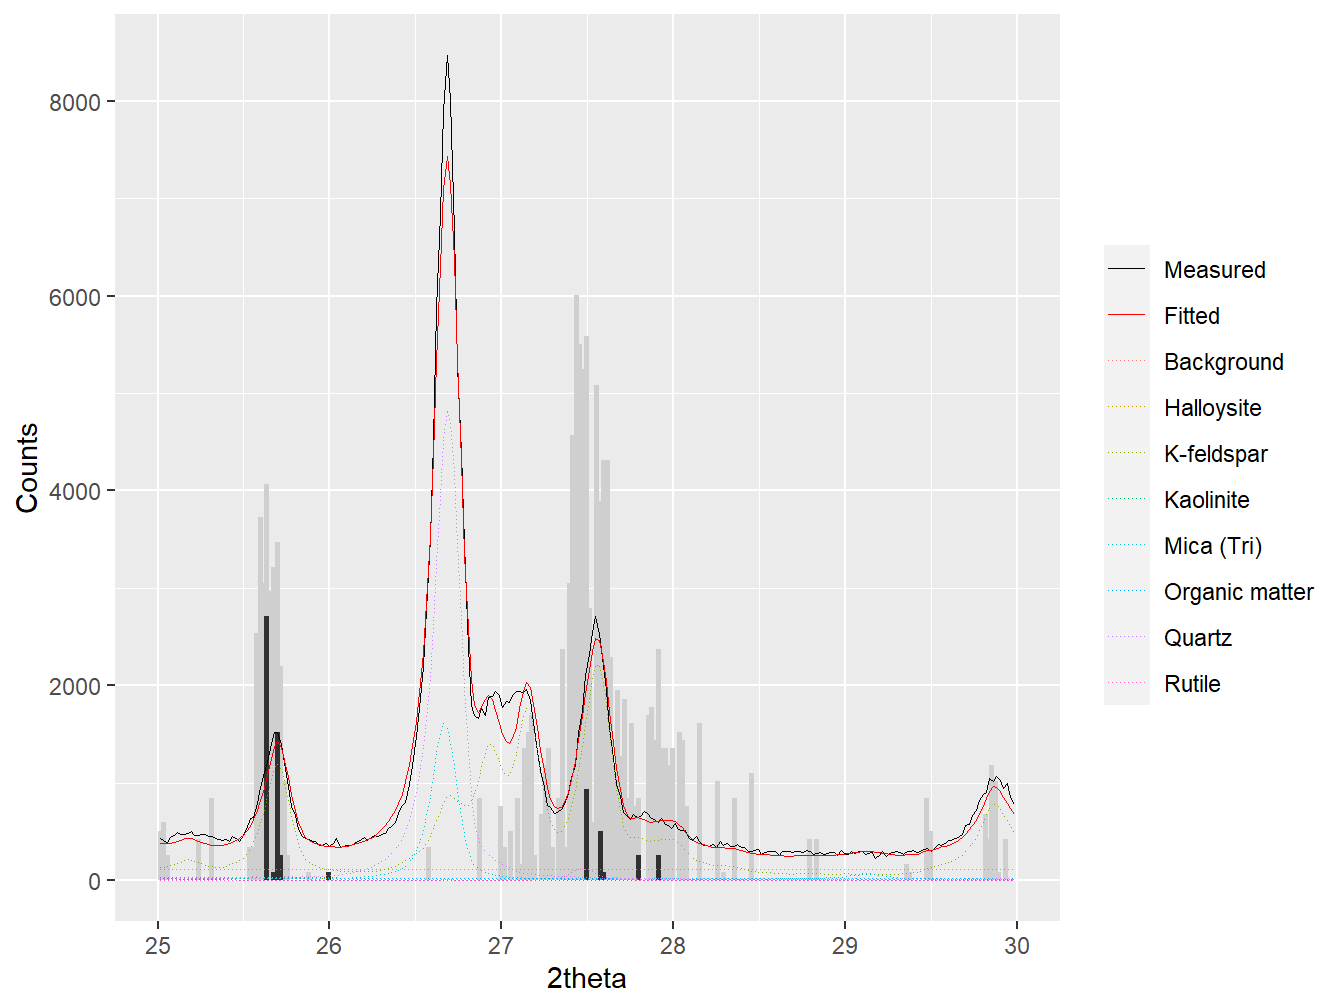 8000
6000
4000
2000
0
Counts
25
26
27
28
29
30
2theta
Measured
Fitted
Background
Halloysite
K-feldspar
Kaolinite
Mica (Tri)
Organic matter
Quartz
Rutile